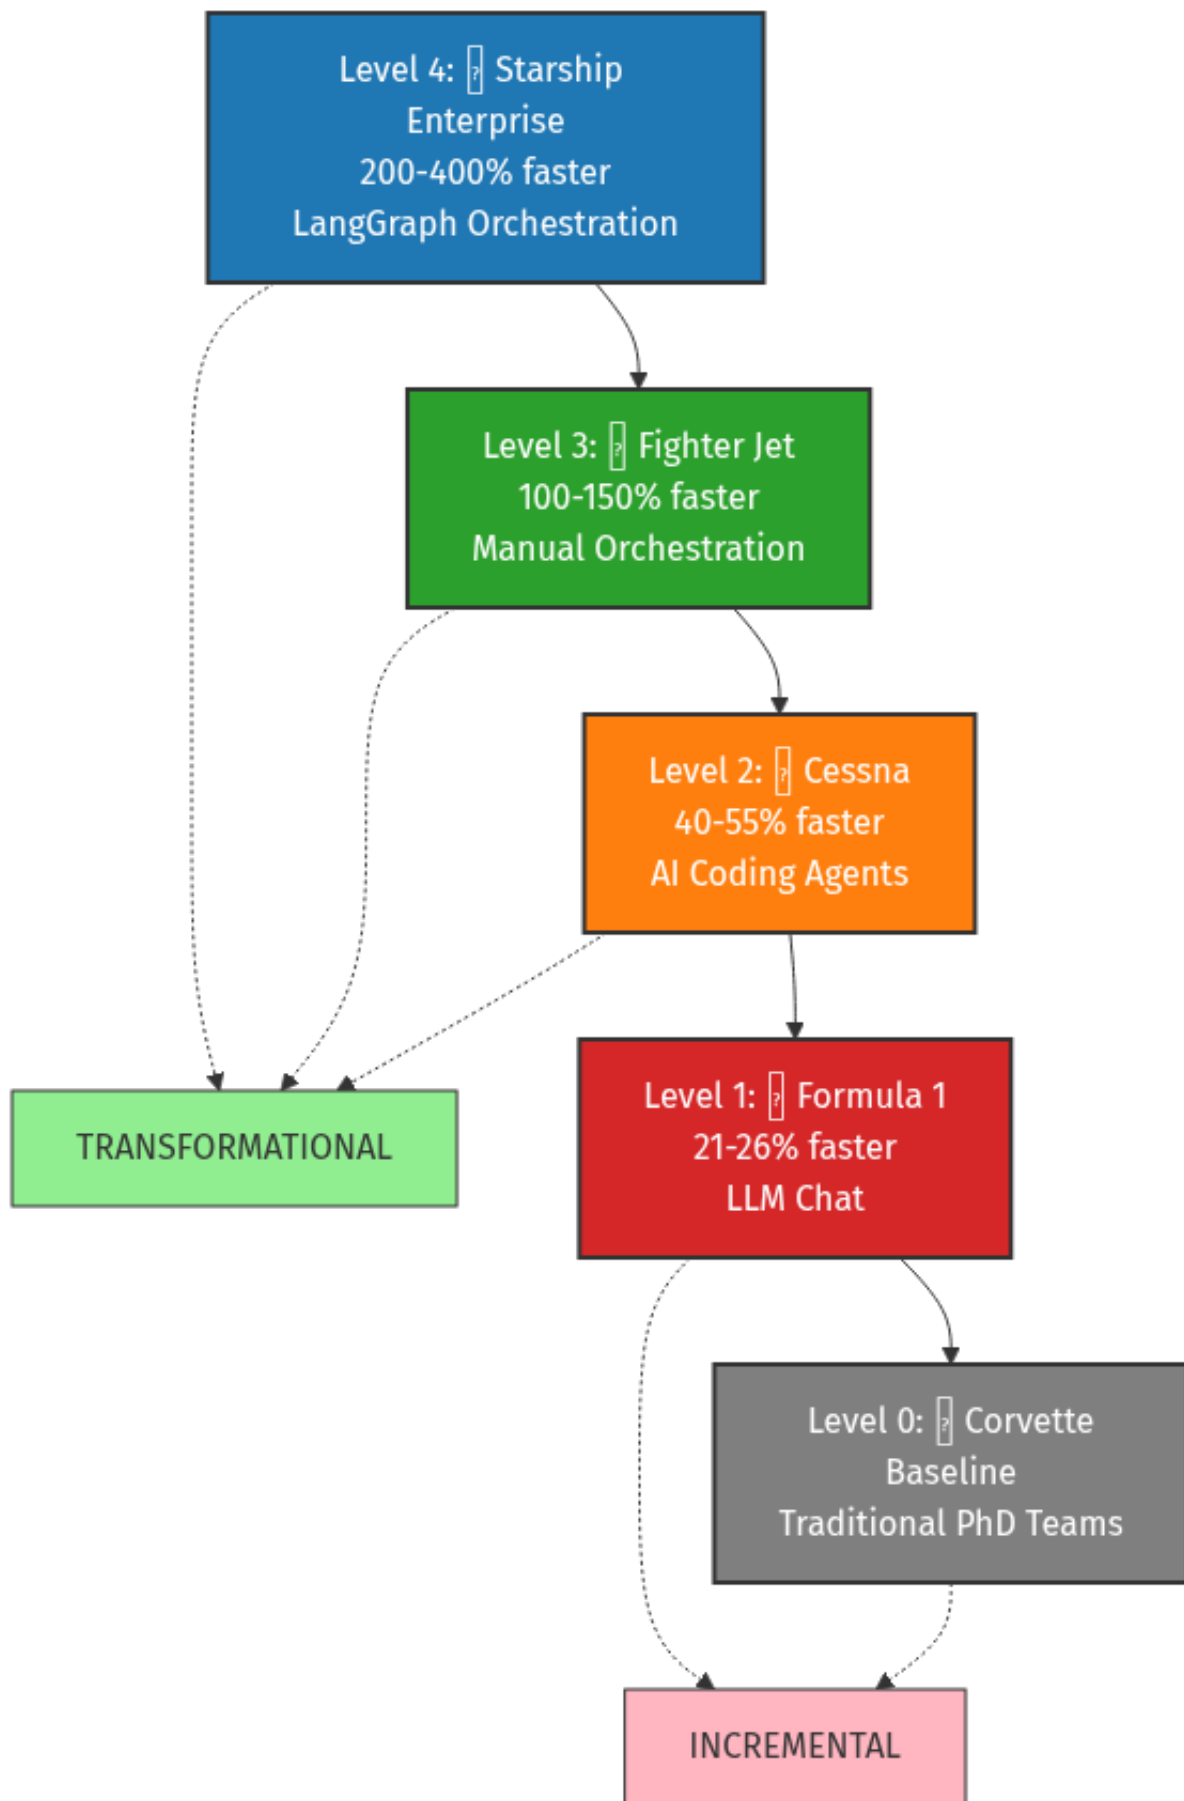 Level 4: Starship
Enterprise
200-400% faster
LangGraph Orchestration
Level 3: Fighter Jet
100-150% faster
Manual Orchestration
Level 2: Cessna
40-55% faster
AI Coding Agents
TRANSFORMATIONAL
Level 1: Formula 1
21-26% faster
LLM Chat
Level 0: Corvette
Baseline
Traditional PhD Teams
INCREMENTAL